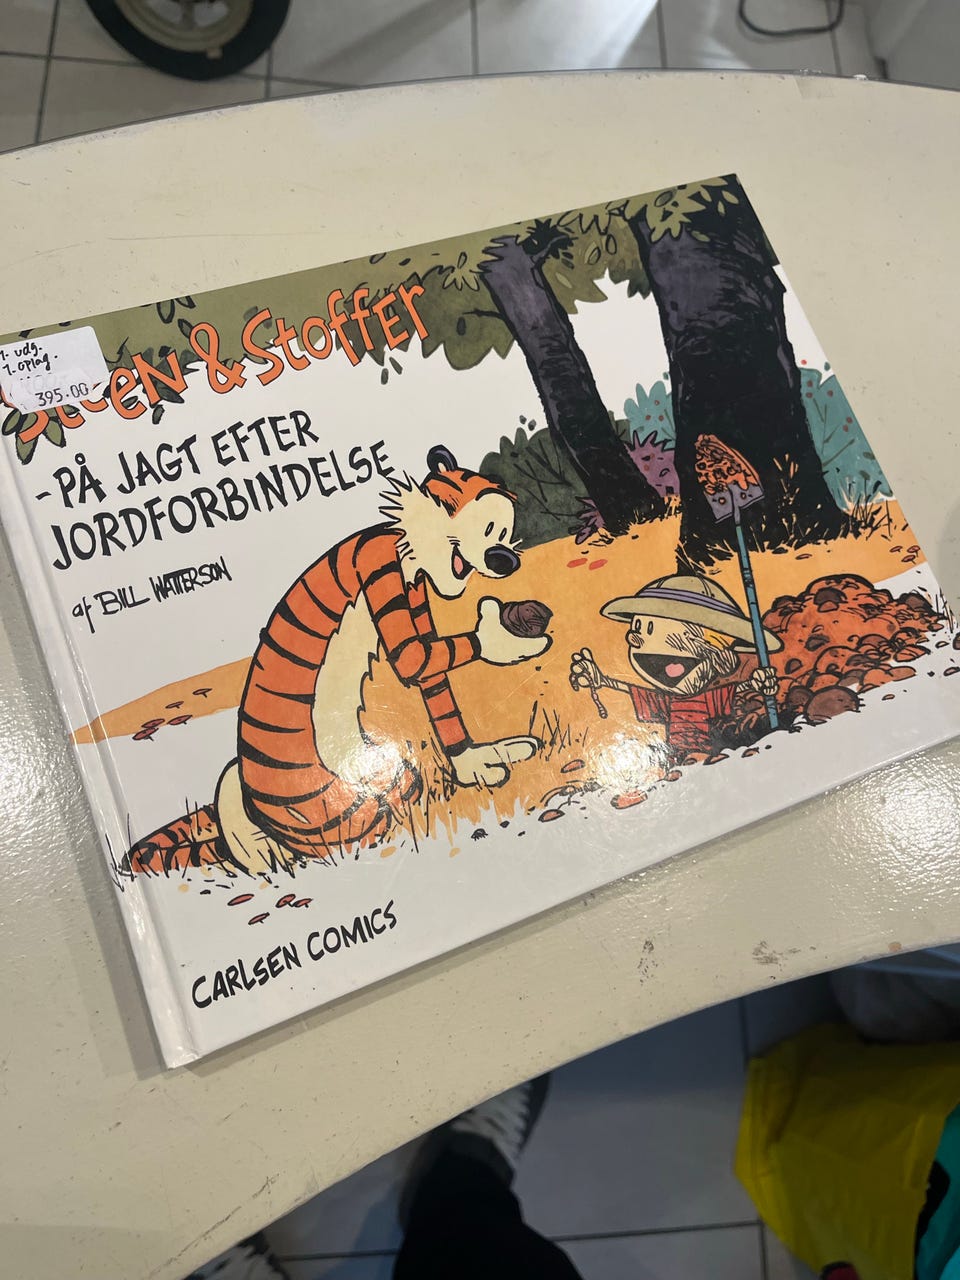 1. udg.
1. oplag.
395.00
Steen & Stoffer
- PÅ JAGT EFTER
JORDFORBINDELSE
af BILL WATTERSON
CARLSEN COMICS